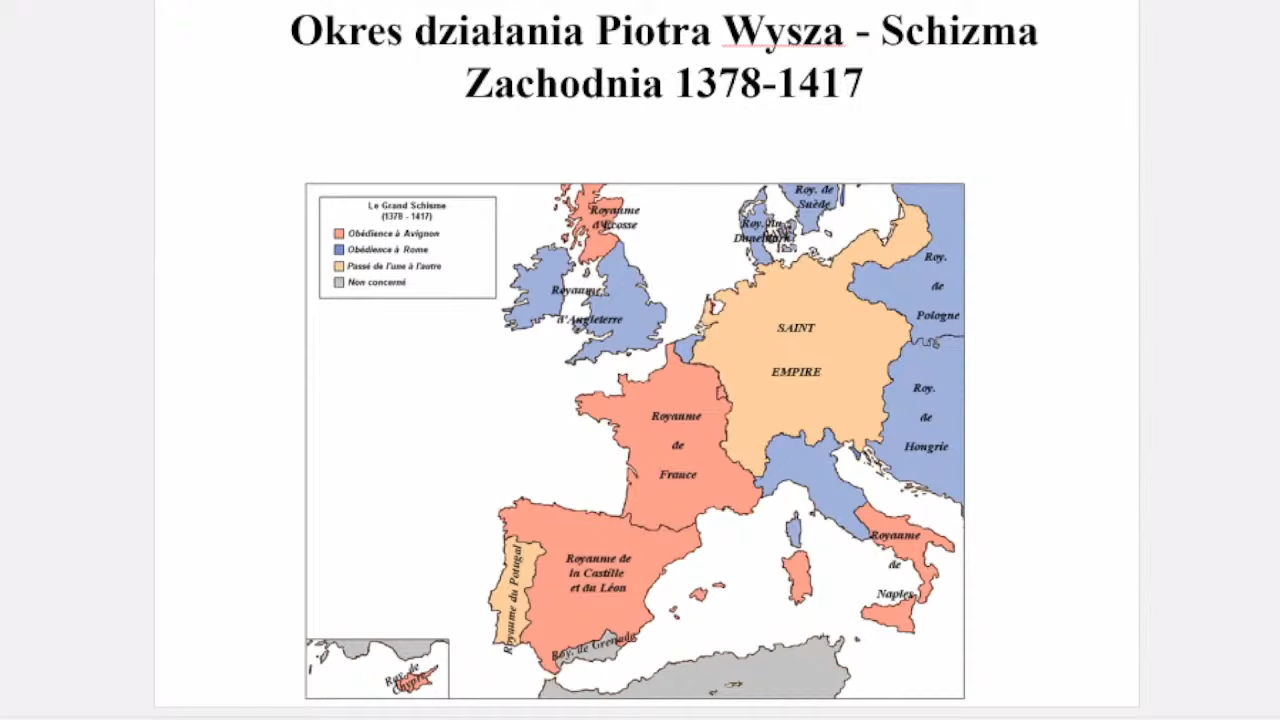 Okres działania Piotra Wysza - Schizma
Zachodnia 1378-1417
Le Grand Schisme
(1378 - 1417)
Obédience à Avignon
Obédience à Rome
Passé de l'une à l'autre
Non concerné
Royaume
d'Ecosse
Roy. de
Suède
Roy. du
Danemark
Roy.
de
Pologne
Royaume
d'Angleterre
SAINT
EMPIRE
Roy.
de
Hongrie
Royaume
de
France
Royaume
de
Naples
Royaume de
la Castille
et du Léon
Royaume du Potugal
Roy. de Grenade
Roy. de
Chypre